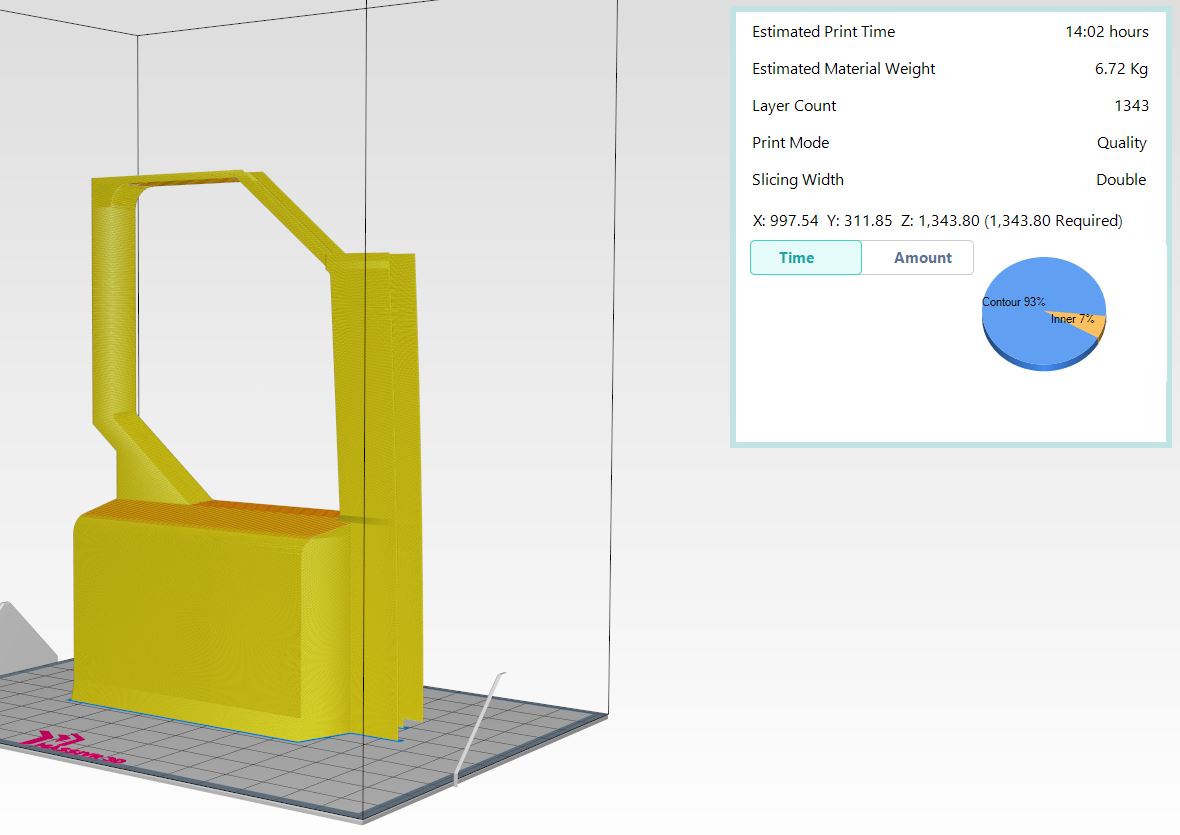 Estimated Print Time 14:02 hours
Estimated Material Weight 6.72 Kg
Layer Count 1343
Print Mode Quality
Slicing Width Double
X: 997.54 Y: 311.85 Z: 1,343.80 (1,343.80 Required)
Time Amount
Contour 93%
Inner 7%
MASSIVit 3D